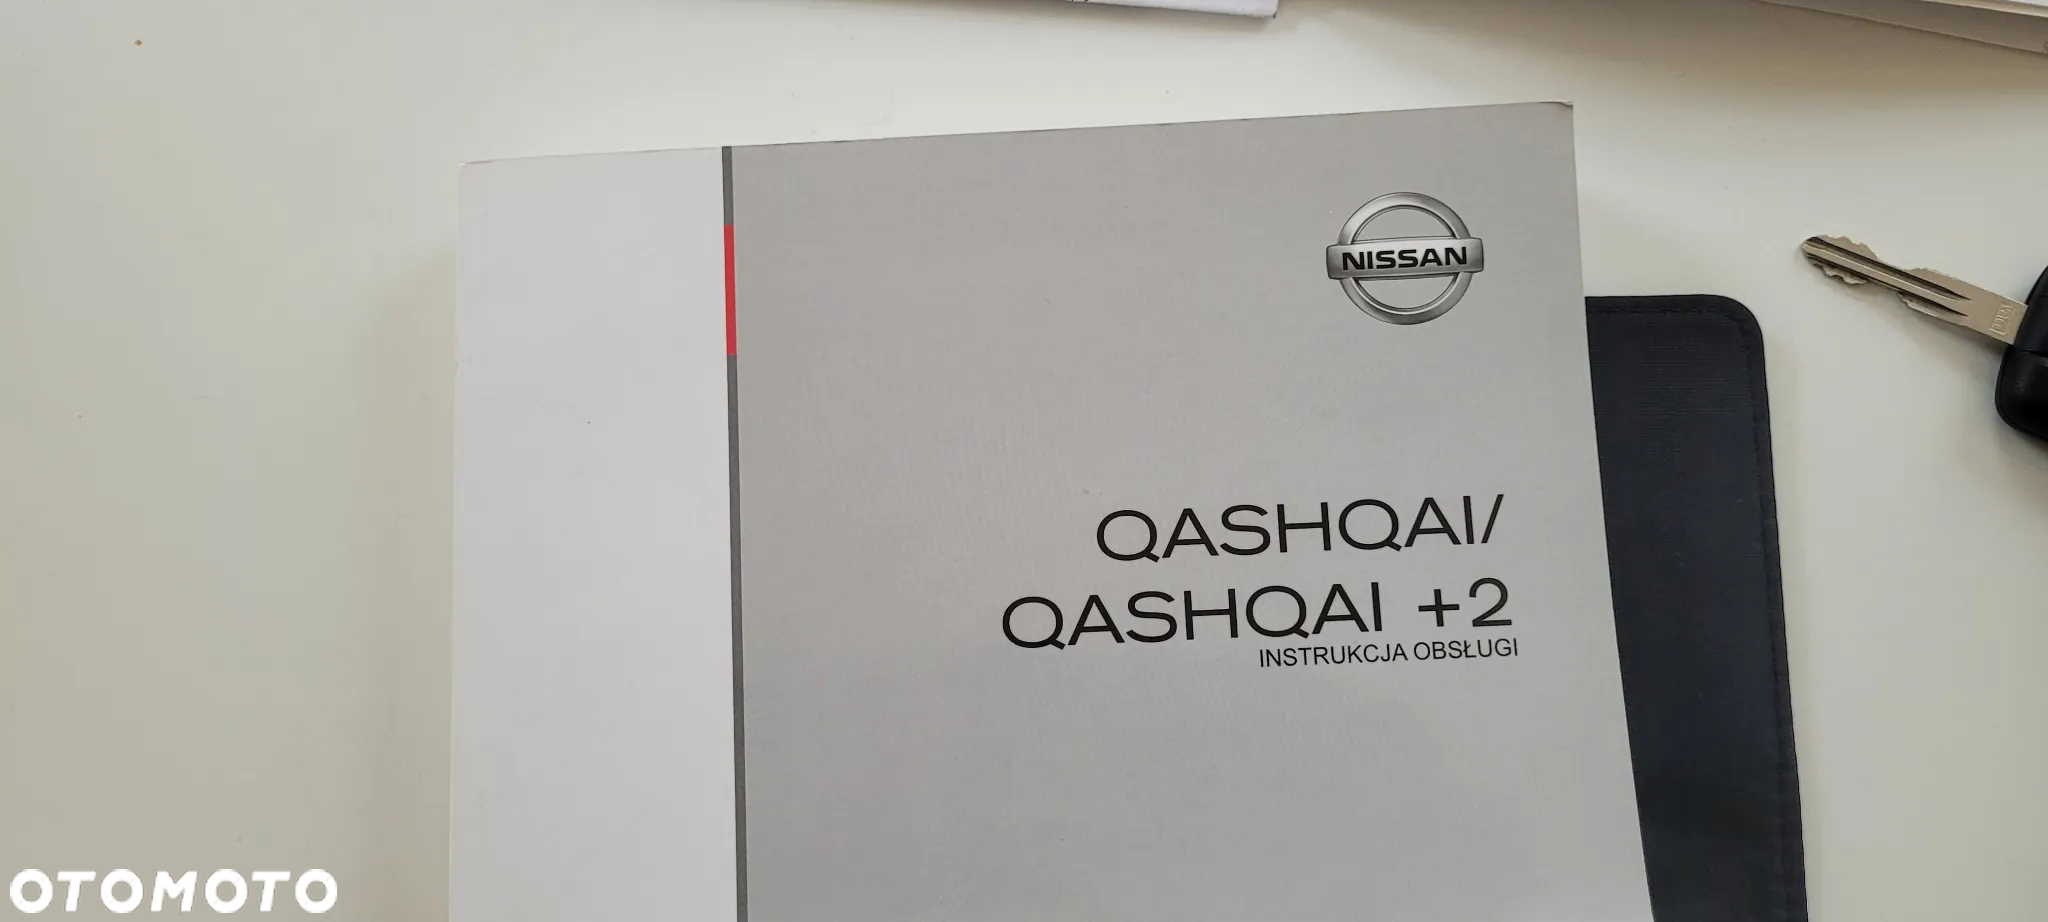 NISSAN
QASHQAI/
QASHQAI +2
INSTRUKCJA OBSŁUGI
OTOMOTO